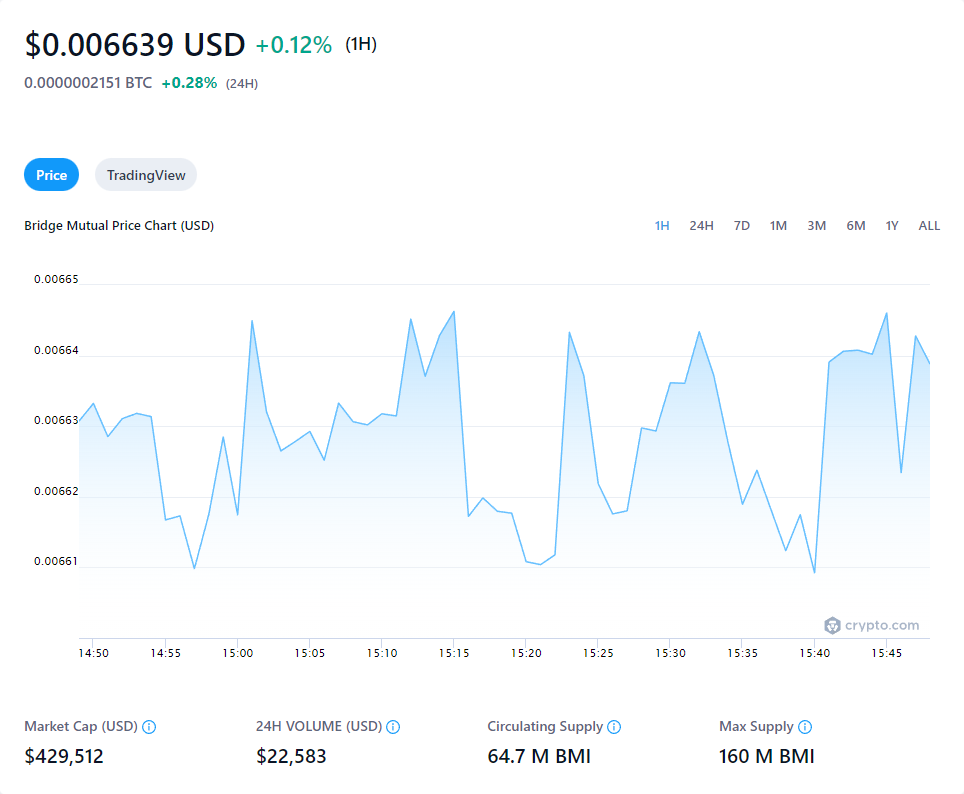 $0.006639 USD +0.12% (1H)
0.0000002151 BTC +0.28% (24H)
Price TradingView
Bridge Mutual Price Chart (USD) 1H 24H 7D 1M 3M 6M 1Y ALL
0.00665
0.00664
0.00663
0.00662
0.00661
crypto.com
14:50 14:55 15:00 15:05 15:10 15:15 15:20 15:25 15:30 15:35 15:40 15:45
Market Cap (USD) 24H VOLUME (USD) Circulating Supply Max Supply
$429,512 $22,583 64.7 M BMI 160 M BMI